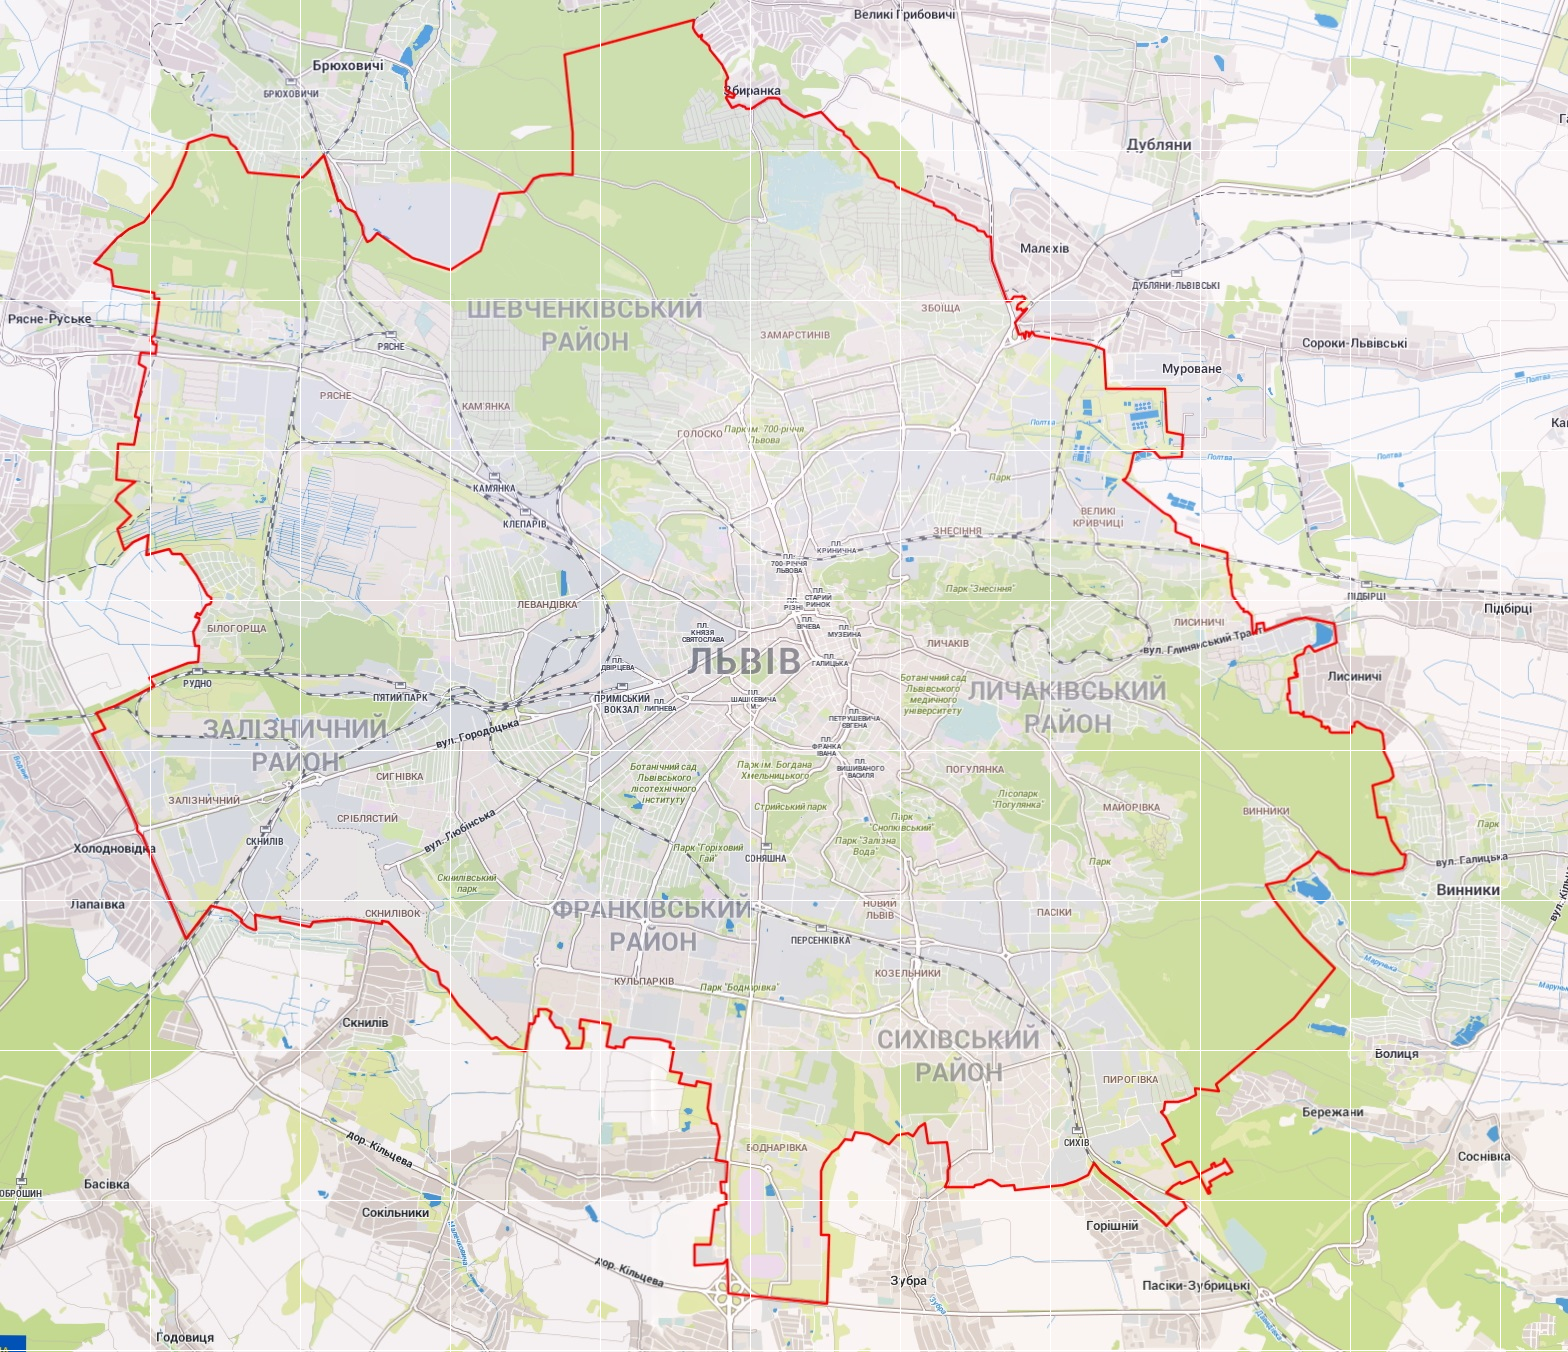 Великі Грибовичі
Брюховичі
БРЮХОВИЧИ
Збиранка
Дубляни
Малехів
ДУБЛЯНИ-ЛЬВІВСЬКІ
Рясне-Руське
ШЕВЧЕНКІВСЬКИЙ
РАЙОН
ЗБОЇЩА
ЗАМАРСТИНІВ
РЯСНЕ
Сороки-Львівські
Муроване
Полтва
РЯСНЕ
КАМ'ЯНКА
ГОЛОСКО
Парк ім. 700-річчя
Львова
Полтва
Полтва
Полтва
КАМ'ЯНКА
Парк
ВЕЛИКІ
КРИВЧИЦІ
КЛЕПАРІВ
ЗНЕСІННЯ
ПЛ.
КРИНИЧНА
ПЛ.
700-РІЧЧЯ
ЛЬВОВА
Парк "Знесіння"
ПІДБІРЦІ
Підбірці
ЛЕВАНДІВКА
ПЛ.
СТАРИЙ
РИНОК
ПЛ.
РІЗНІ
ПЛ.
ВІЧЕВА
ПЛ.
МУЗЕЙНА
ПЛ.
КНЯЗЯ
СВЯТОСЛАВА
БІЛОГОРЩА
ЛИСИНИЧІ
вул. Глинянський Тракт
ЛИЧАКІВ
ЛЬВІВ
ПЛ.
ГАЛИЦЬКА
ПЛ.
ДВІРЦЕВА
РУДНО
П'ЯТИЙ ПАРК
ПРИМІСЬКИЙ
ВОКЗАЛ
ПЛ.
ЛИПНЕВА
ПЛ.
ШАШКЕВИЧА
М.
Ботанічний сад
Львівського
медичного
університету
ЛИЧАКІВСЬКИЙ
РАЙОН
Лисиничі
ЗАЛІЗНИЧНИЙ
РАЙОН
вул. Городоцька
ПЛ.
ПЕТРУШЕВИЧА
ЄВГЕНА
ПЛ.
ФРАНКА
ІВАНА
ПЛ.
ВИШИВАНОГО
ВАСИЛЯ
СИГНІВКА
Ботанічний сад
Львівського
лісотехнічного
інституту
Парк ім. Богдана
Хмельницького
ПОГУЛЯНКА
ЗАЛІЗНИЧНИЙ
СРІБЛЯСТИЙ
Стрийський парк
Лісопарк
"Погулянка"
МАЙОРІВКА
ВИННИКИ
Парк
"Снопківський"
Парк
СКНИЛІВ
вул. Любінська
Холодновідка
Парк "Горіховий
Гай"
СОНЯШНА
Парк "Залізна
Вода"
Парк
вул. Галицька
Скнилівський
парк
Винники
Лапаївка
СКНИЛІВОК
ФРАНКІВСЬКИЙ
РАЙОН
НОВИЙ
ЛЬВІВ
ПАСІКИ
ПЕРСЕНКІВКА
Марунька
КУЛЬПАРКІВ
Парк "Боднарівка"
КОЗЕЛЬНИКИ
Скнилів
СИХІВСЬКИЙ
РАЙОН
Волиця
ПИРОГІВКА
Бережани
дор. Кільцева
БОДНАРІВКА
СИХІВ
Соснівка
Басівка
Сокільники
Горішній
дор. Кільцева
Зубра
Зубра
Пасіки-Зубрицькі
Годовиця